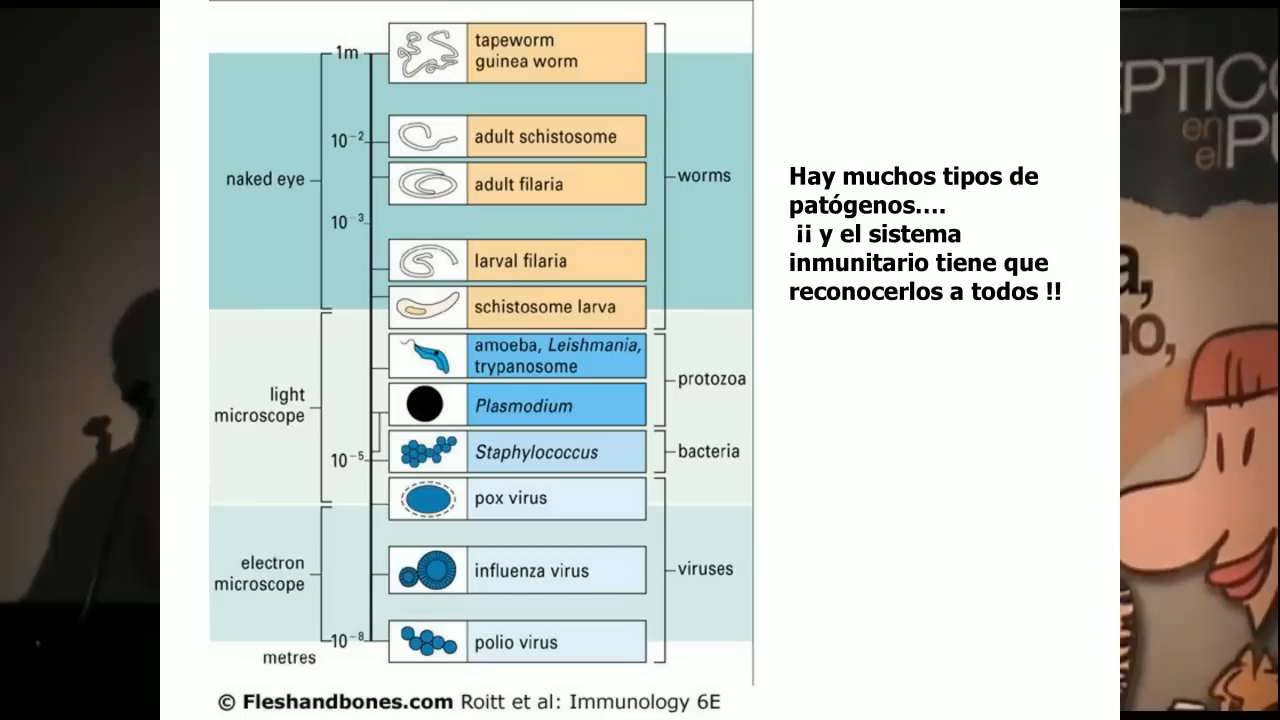 1m
10⁻²
10⁻³
10⁻⁵
10⁻⁸
metres
naked eye
light
microscope
electron
microscope
tapeworm
guinea worm
adult schistosome
adult filaria
larval filaria
schistosome larva
amoeba, Leishmania,
trypanosome
Plasmodium
Staphylococcus
pox virus
influenza virus
polio virus
worms
protozoa
bacteria
viruses
© Fleshandbones.com Roitt et al: Immunology 6E
Hay muchos tipos de
patógenos....
¡¡ y el sistema
inmunitario tiene que
reconocerlos a todos !!
en
el